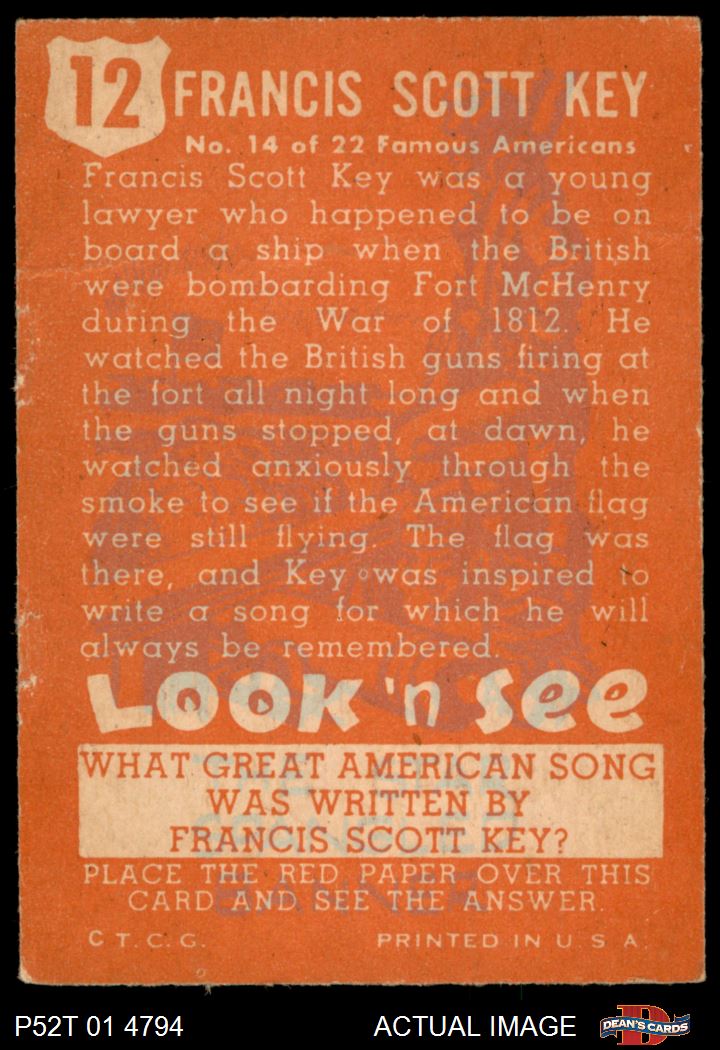 12 FRANCIS SCOTT KEY
No. 14 of 22 Famous Americans
Francis Scott Key was a young
lawyer who happened to be on
board a ship when the British
were bombarding Fort McHenry
during the War of 1812. He
watched the British guns firing at
the fort all night long and when
the guns stopped, at dawn, he
watched anxiously through the
smoke to see if the American flag
were still flying. The flag was
there, and Key was inspired to
write a song for which he will
always be remembered.
LOOK 'n SEE
WHAT GREAT AMERICAN SONG
WAS WRITTEN BY
FRANCIS SCOTT KEY?
PLACE THE RED PAPER OVER THIS
CARD AND SEE THE ANSWER.
C T. C. G. PRINTED IN U. S. A.
P52T 01 4794 ACTUAL IMAGE D DEAN'S CARDS